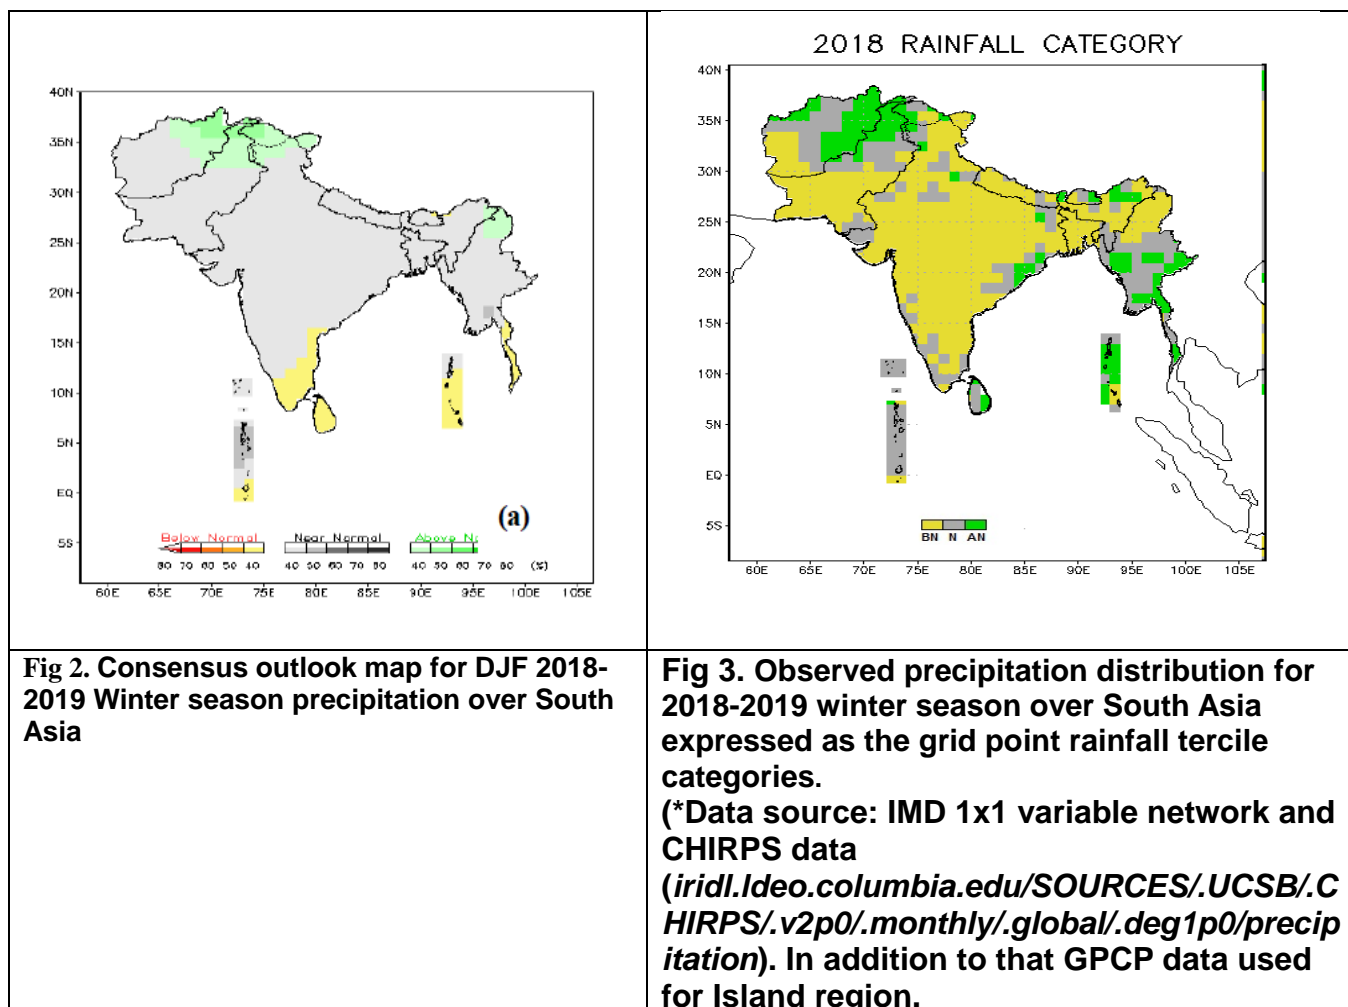 2018 RAINFALL CATEGORY
40N
35N
30N
25N
20N
15N
10N
5N
EQ
5S
(a)
Below Normal
Near Normal
Above No
80 70 60 50 40
40 50 60 70 80
40 50 60 70 80 (%)
60E 65E 70E 75E 80E 85E 90E 95E 100E 105E
40N
35N
30N
25N
20N
15N
10N
5N
EQ
5S
BN N AN
60E 65E 70E 75E 80E 85E 90E 95E 100E 105E
Fig 2. Consensus outlook map for DJF 2018-
2019 Winter season precipitation over South
Asia
Fig 3. Observed precipitation distribution for
2018-2019 winter season over South Asia
expressed as the grid point rainfall tercile
categories.
(*Data source: IMD 1x1 variable network and
CHIRPS data
(iridl.ldeo.columbia.edu/SOURCES/.UCSB/.C
HIRPS/.v2p0/.monthly/.global/.deg1p0/precip
itation). In addition to that GPCP data used
for Island region.